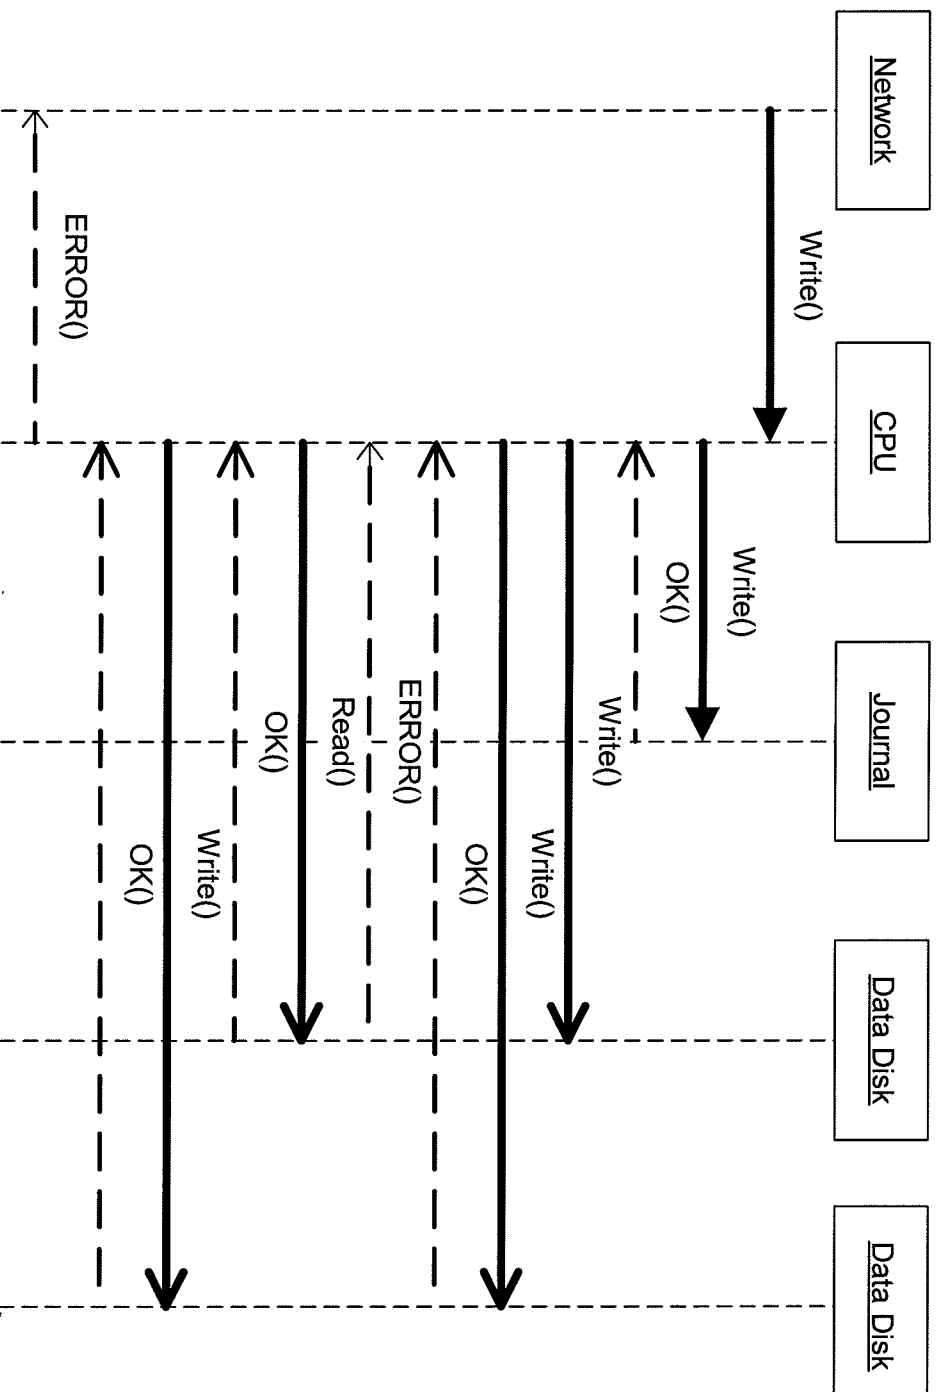 Network
CPU
Journal
Data Disk
Data Disk
Write()
Write()
OK()
Write()
Write()
OK()
ERROR()
Read()
OK()
Write()
OK()
ERROR()